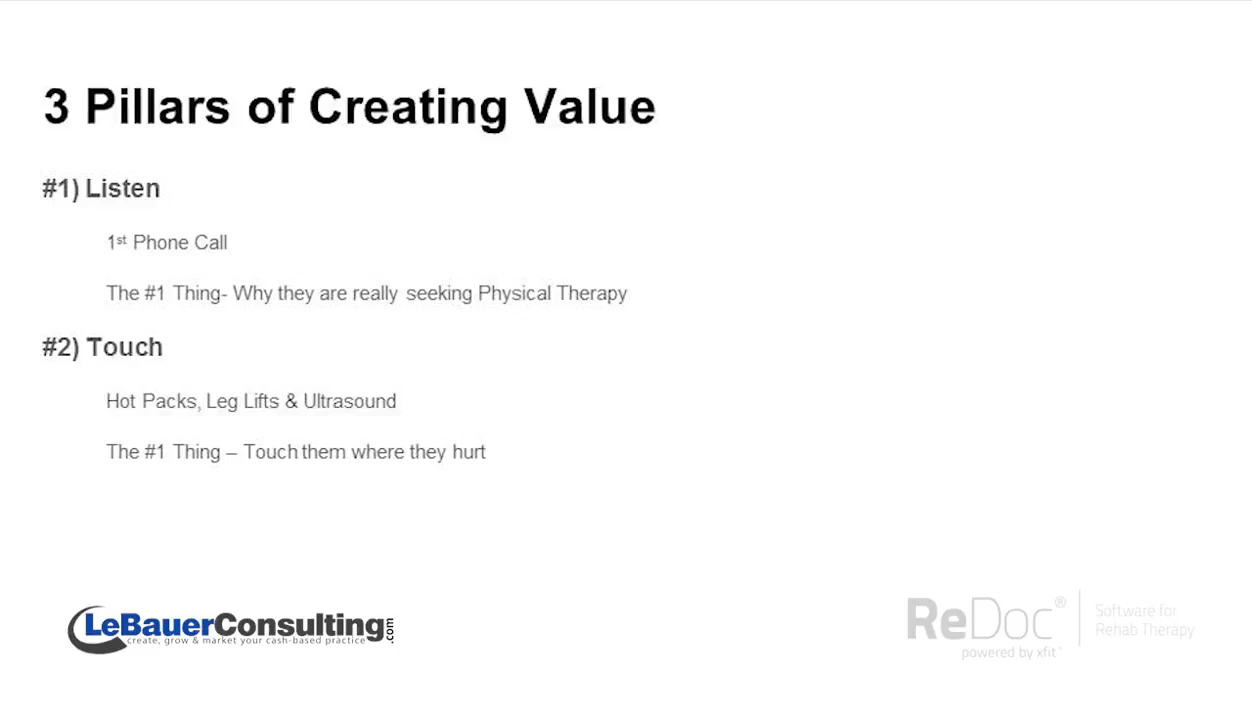 3 Pillars of Creating Value
#1) Listen
1st Phone Call
The #1 Thing- Why they are really seeking Physical Therapy
#2) Touch
Hot Packs, Leg Lifts & Ultrasound
The #1 Thing – Touch them where they hurt
LeBauerConsulting.com
create, grow & market your cash-based practice
ReDoc®
powered by xfit
Software for
Rehab Therapy